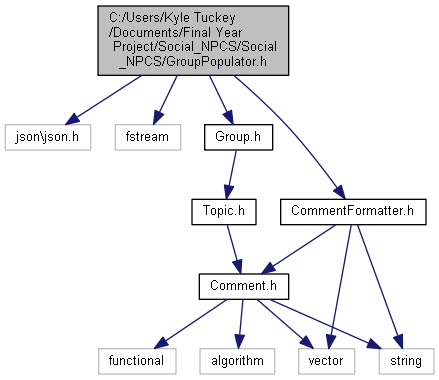 C:/Users/Kyle Tuckey
/Documents/Final Year
Project/Social_NPCS/Social
_NPCS/GroupPopulator.h
json\json.h
fstream
Group.h
Topic.h
CommentFormatter.h
Comment.h
functional
algorithm
vector
string